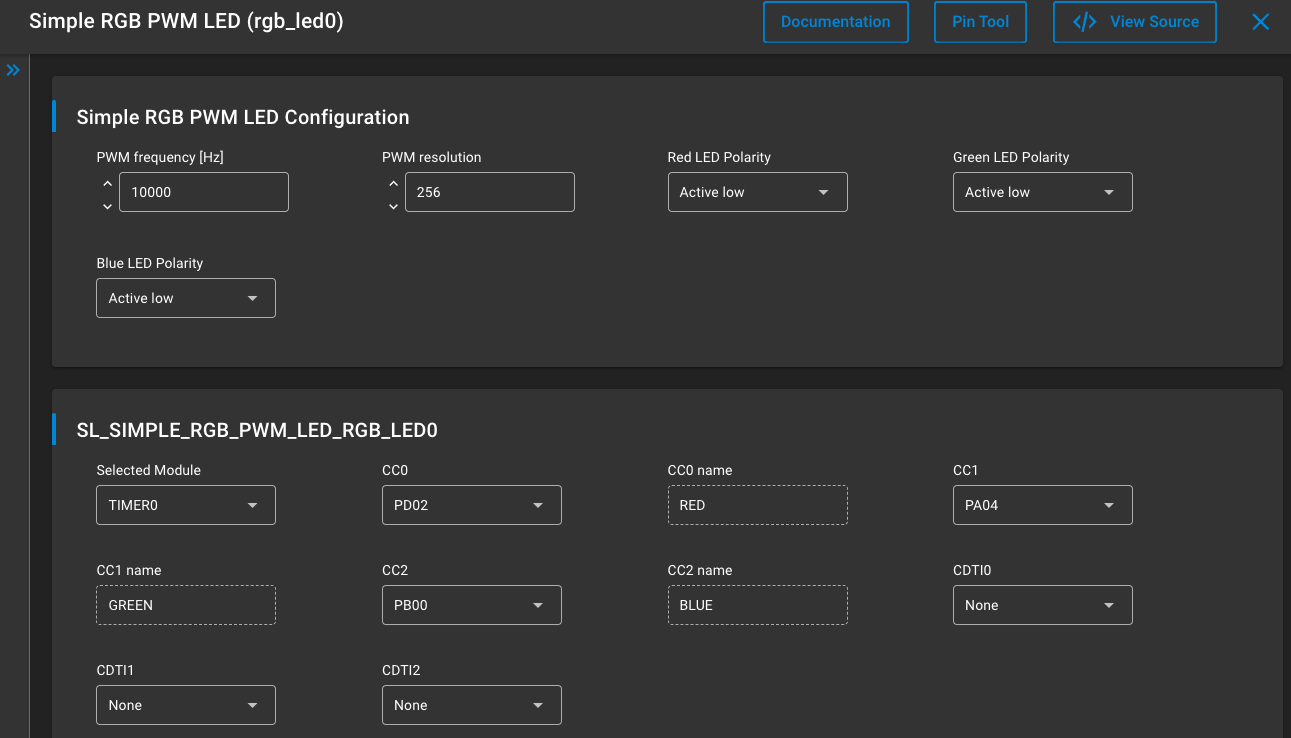 Simple RGB PWM LED (rgb_led0)
Documentation
Pin Tool
</> View Source
Simple RGB PWM LED Configuration
PWM frequency [Hz]
PWM resolution
Red LED Polarity
Green LED Polarity
10000
256
Active low
Active low
Blue LED Polarity
Active low
SL_SIMPLE_RGB_PWM_LED_RGB_LED0
Selected Module
CC0
CC0 name
CC1
TIMER0
PD02
RED
PA04
CC1 name
CC2
CC2 name
CDTI0
GREEN
PB00
BLUE
None
CDTI1
CDTI2
None
None